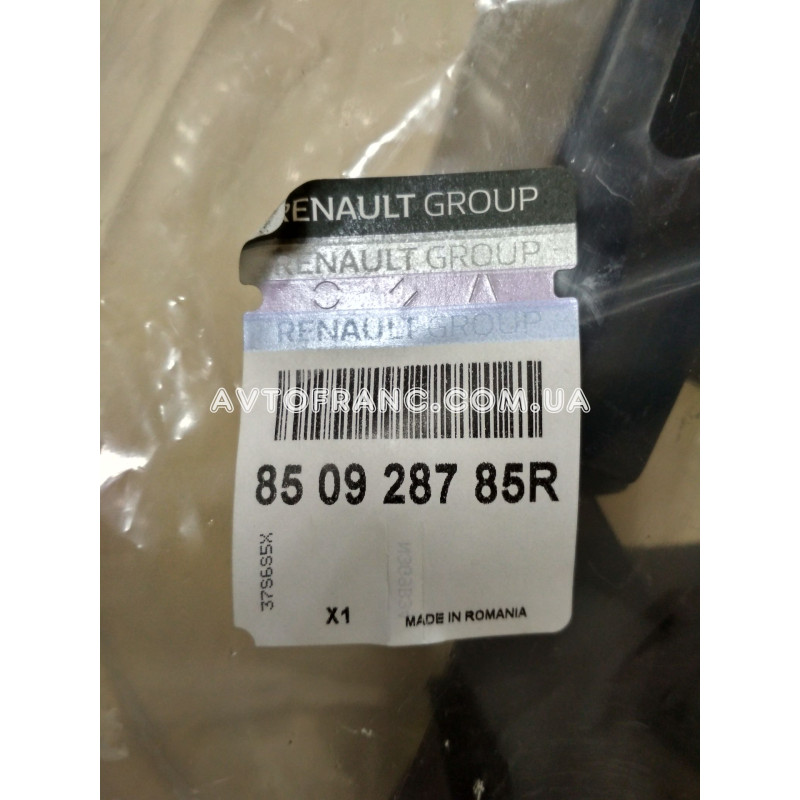 RENAULT GROUP
RENAULT GROUP
RENAULT GROUP
AVTOFRANC.COM.UA
85 09 287 85R
37S6S5X
X1
MADE IN ROMANIA